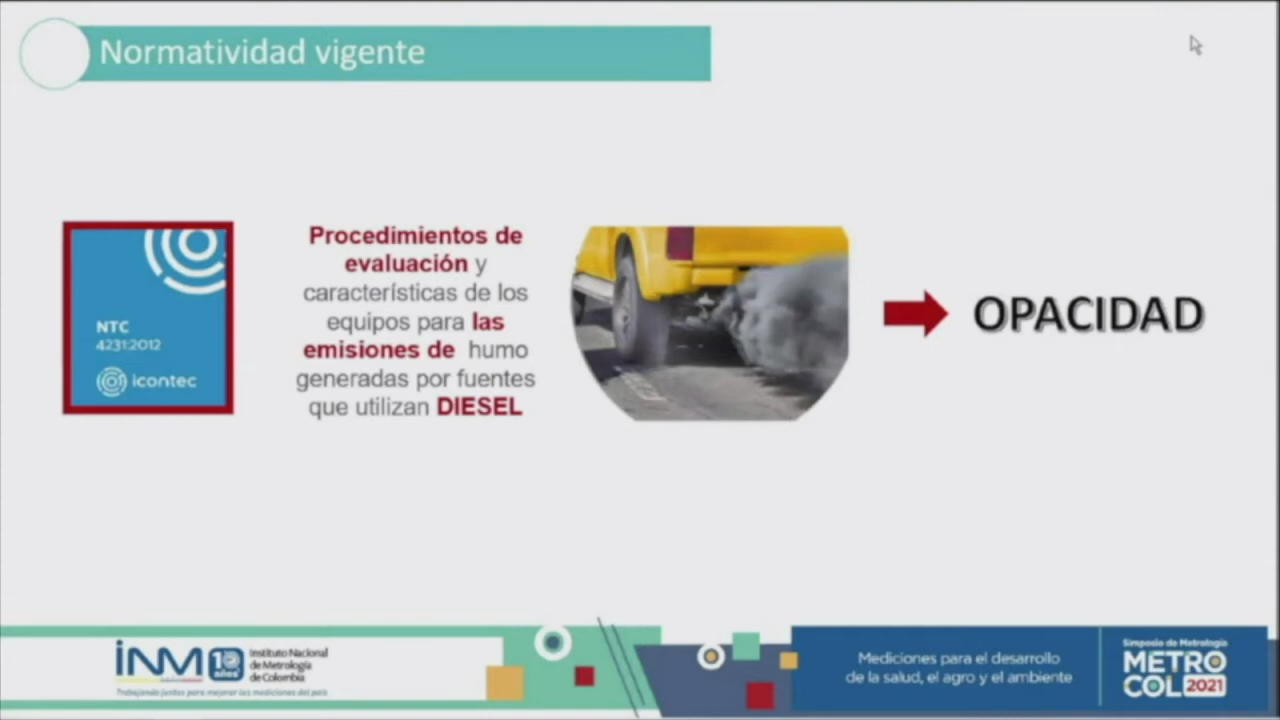 Normatividad vigente
NTC
4231:2012
icontec
Procedimientos de
evaluación y
características de los
equipos para las
emisiones de humo
generadas por fuentes
que utilizan DIESEL
OPACIDAD
INM 10 años
Instituto Nacional
de Metrología
de Colombia
Trabajando juntos para mejorar las mediciones del país
Mediciones para el desarrollo
de la salud, el agro y el ambiente
Simposio de Metrología
METRO
COL 2021